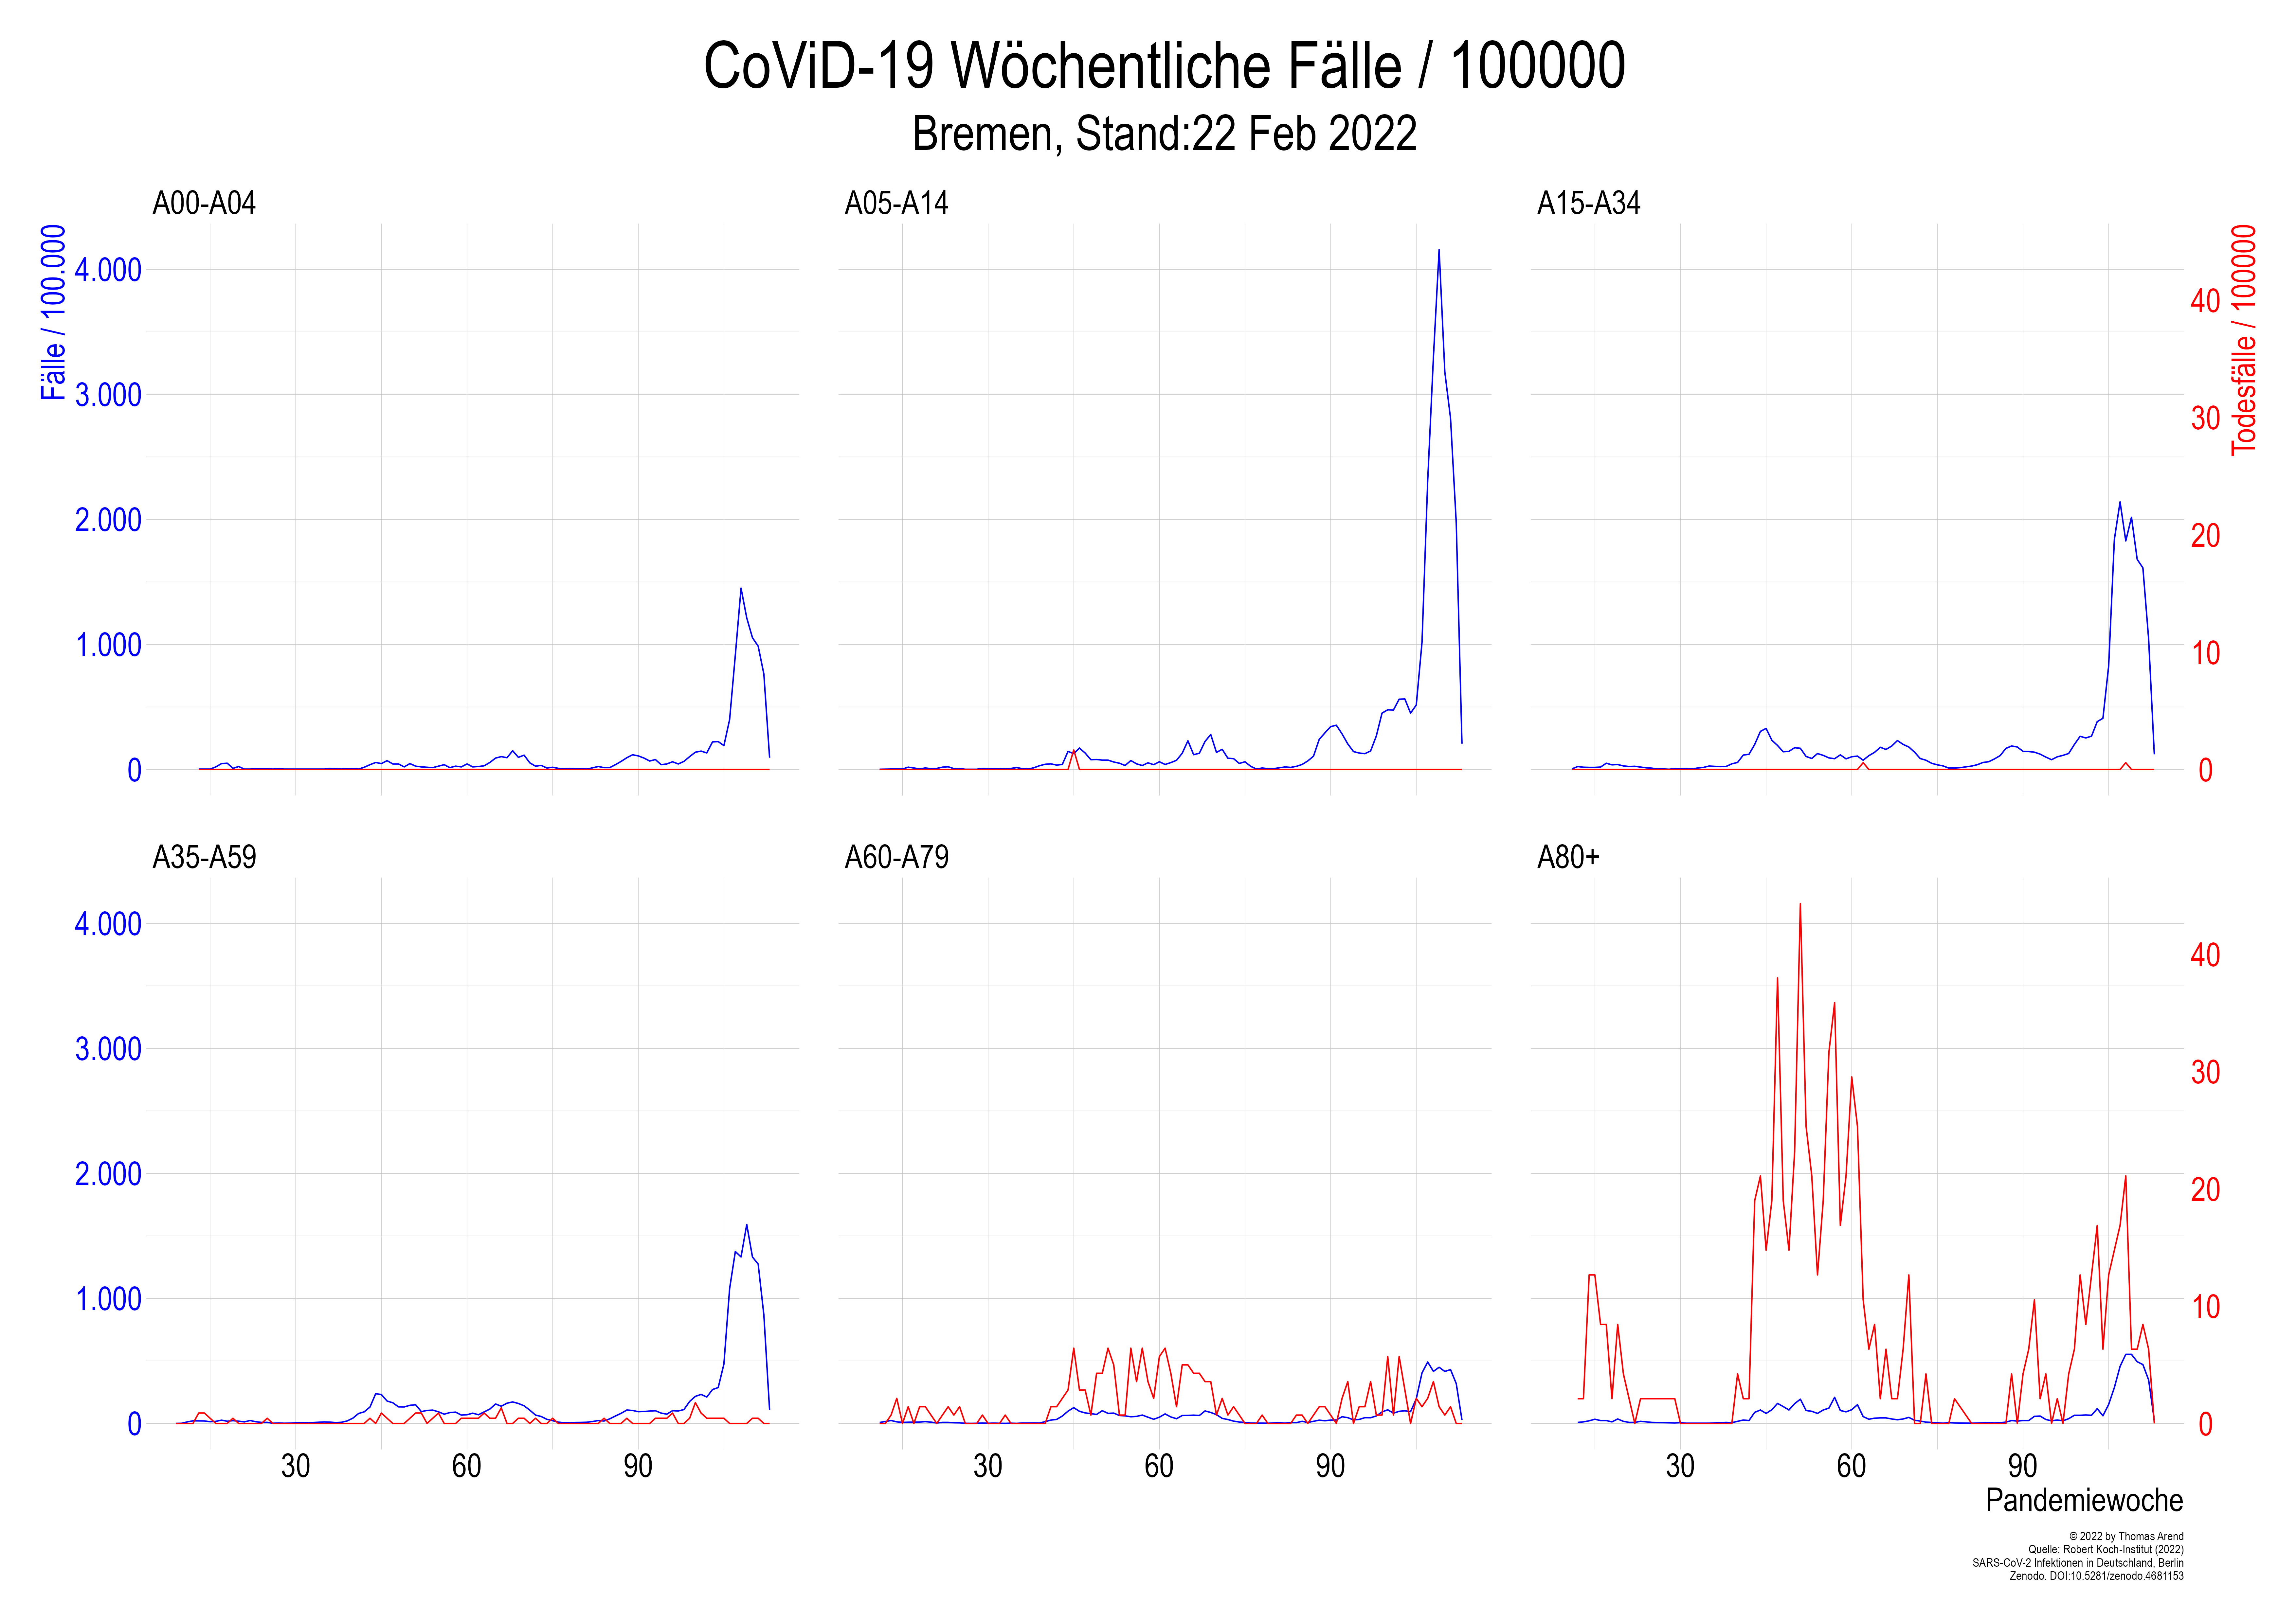 CoViD-19 Wöchentliche Fälle / 100000
Bremen, Stand:22 Feb 2022
A00-A04
A05-A14
A15-A34
Fälle / 100.000
4.000
3.000
2.000
1.000
0
Todesfälle / 100000
40
30
20
10
0
A35-A59
A60-A79
A80+
4.000
3.000
2.000
1.000
0
40
30
20
10
0
30 60 90
30 60 90
30 60 90
Pandemiewoche
© 2022 by Thomas Arend
Quelle: Robert Koch-Institut (2022)
SARS-CoV-2 Infektionen in Deutschland, Berlin
Zenodo. DOI:10.5281/zenodo.4681153